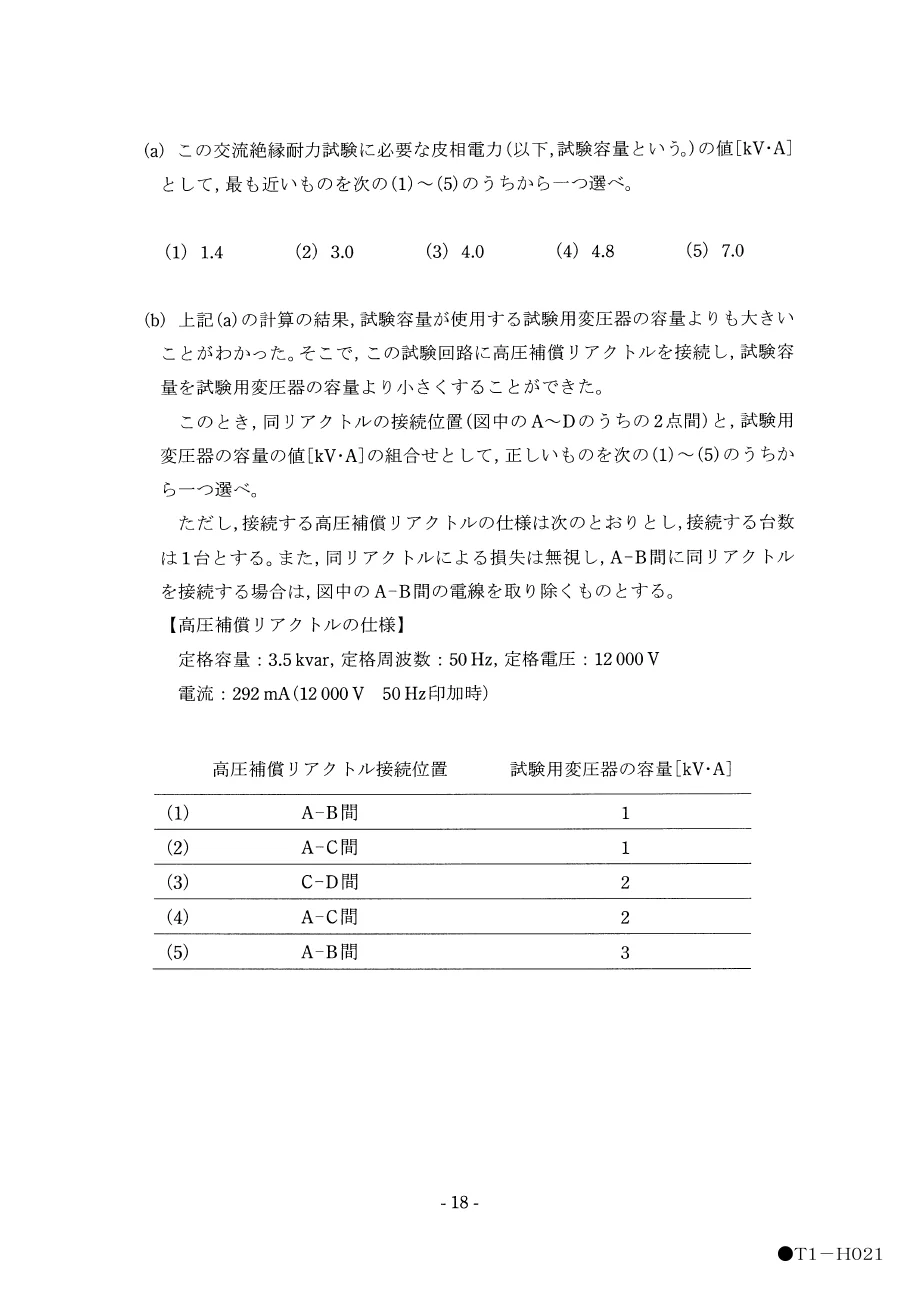 (a) この交流絶縁耐力試験に必要な皮相電力(以下,試験容量という。)の値[kV・A]
として,最も近いものを次の(1)～(5)のうちから一つ選べ。
(1) 1.4 (2) 3.0 (3) 4.0 (4) 4.8 (5) 7.0
(b) 上記(a)の計算の結果,試験容量が使用する試験用変圧器の容量よりも大きい
ことがわかった。そこで,この試験回路に高圧補償リアクトルを接続し,試験容
量を試験用変圧器の容量より小さくすることができた。
このとき,同リアクトルの接続位置(図中のA～Dのうちの2点間)と,試験用
変圧器の容量の値[kV・A]の組合せとして,正しいものを次の(1)～(5)のうちか
ら一つ選べ。
ただし,接続する高圧補償リアクトルの仕様は次のとおりとし,接続する台数
は1台とする。また,同リアクトルによる損失は無視し,A-B間に同リアクトル
を接続する場合は,図中のA-B間の電線を取り除くものとする。
【高圧補償リアクトルの仕様】
定格容量:3.5 kvar, 定格周波数:50 Hz, 定格電圧:12 000 V
電流:292 mA(12 000 V 50 Hz印加時)
高圧補償リアクトル接続位置 試験用変圧器の容量[kV・A]
(1) A-B間 1
(2) A-C間 1
(3) C-D間 2
(4) A-C間 2
(5) A-B間 3
- 18 -
●T1－H021